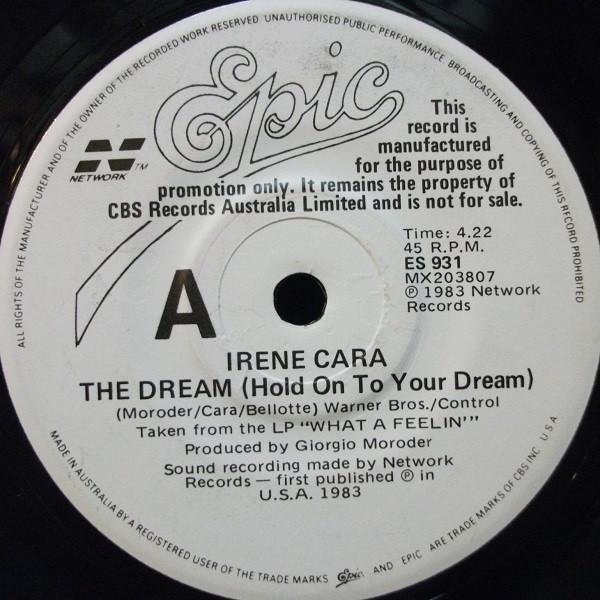 ALL RIGHTS OF THE MANUFACTURER AND OF THE OWNER OF THE RECORDED WORK RESERVED UNAUTHORISED PUBLIC PERFORMANCE BROADCASTING AND COPYING OF THIS RECORD PROHIBITED
Epic
NETWORK TM
This
record is
manufactured
for the purpose of
promotion only. It remains the property of
CBS Records Australia Limited and is not for sale.
Time: 4.22
45 R.P.M.
ES 931
MX203807
℗ 1983 Network
Records
A
IRENE CARA
THE DREAM (Hold On To Your Dream)
(Moroder/Cara/Bellotte) Warner Bros./Control
Taken from the LP "WHAT A FEELIN'"
Produced by Giorgio Moroder
Sound recording made by Network
Records — first published ℗ in
U.S.A. 1983
MADE IN AUSTRALIA BY A REGISTERED USER OF THE TRADE MARKS Epic AND EPIC ARE TRADE MARKS OF CBS INC USA